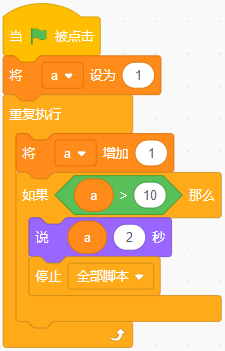 当 被点击
将 a 设为 1
重复执行
将 a 增加 1
如果 a > 10 那么
说 a 2 秒
停止 全部脚本